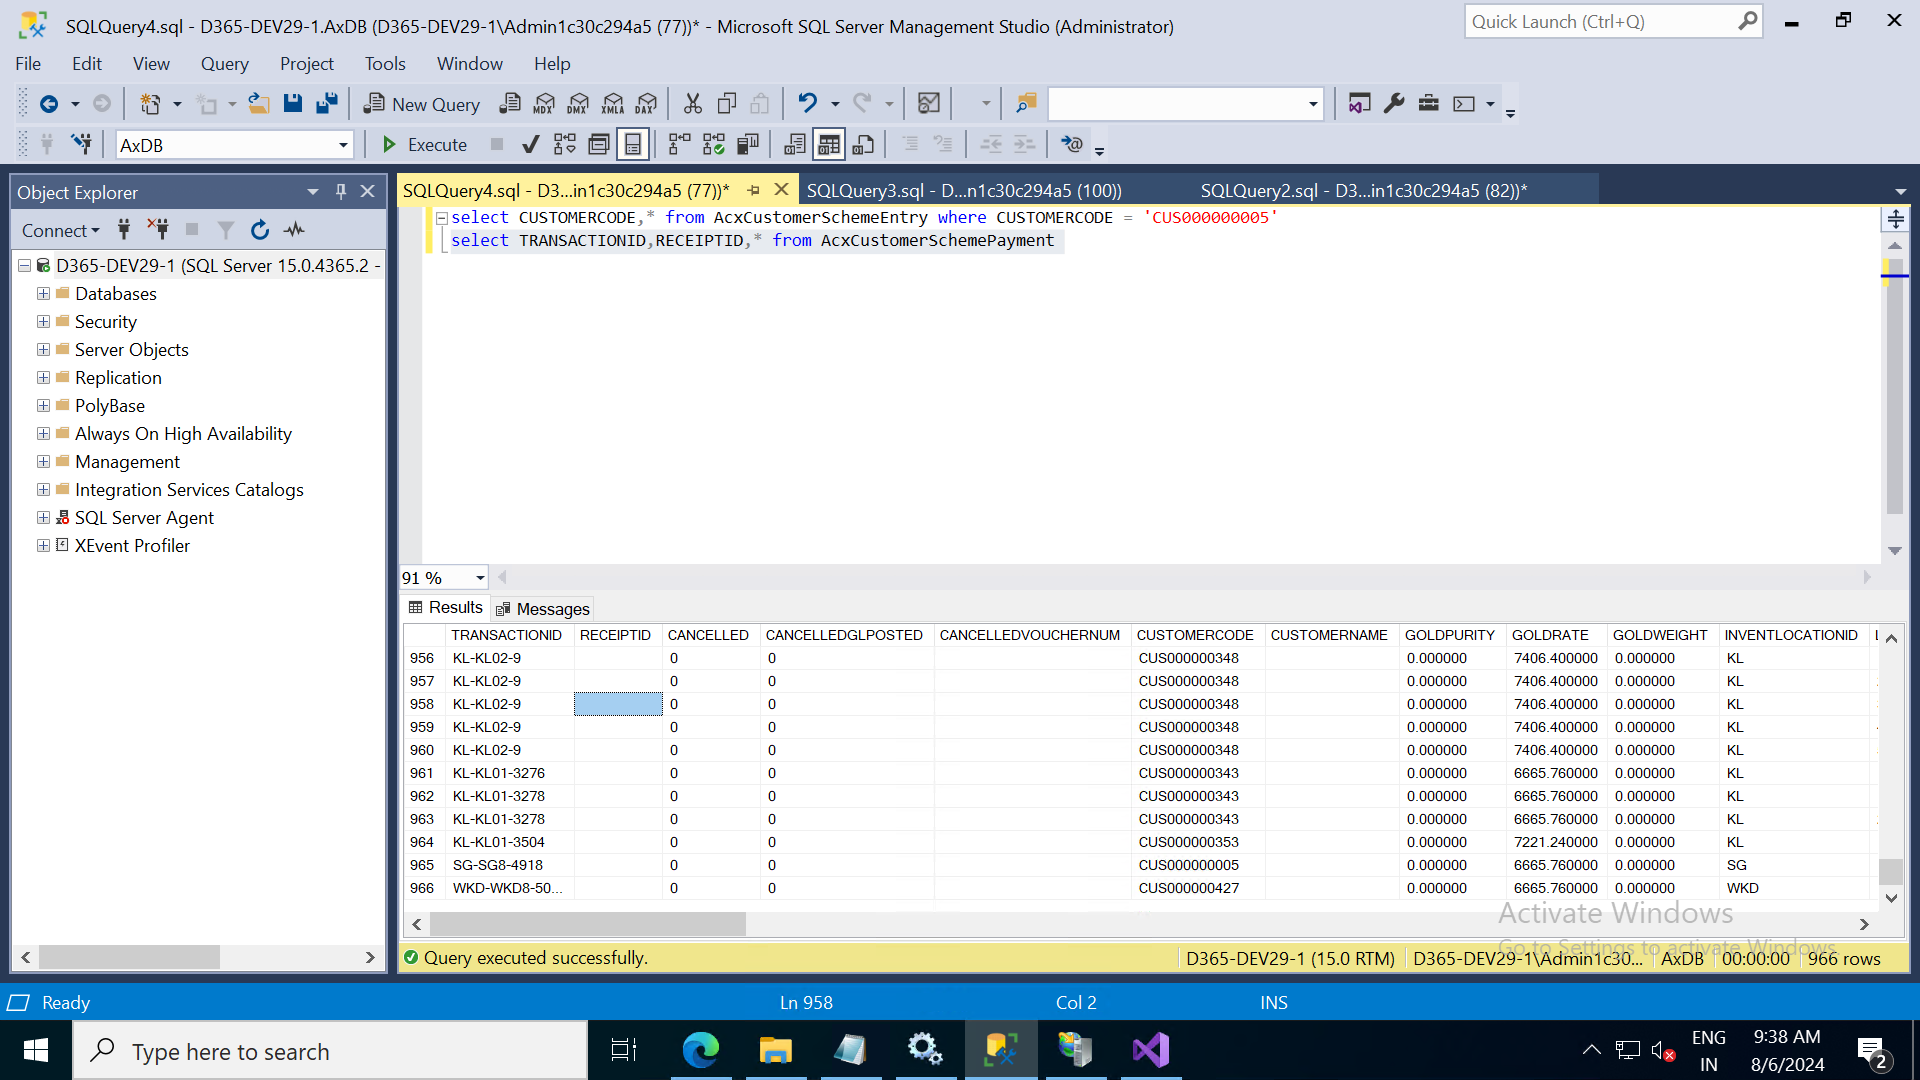 SQLQuery4.sql - D365-DEV29-1.AxDB (D365-DEV29-1\Admin1c30c294a5 (77))* - Microsoft SQL Server Management Studio (Administrator)
Quick Launch (Ctrl+Q)
File Edit View Query Project Tools Window Help
New Query MDX DMX XMLA DAX
AxDB Execute
Object Explorer
SQLQuery4.sql - D3...in1c30c294a5 (77))*
SQLQuery3.sql - D...n1c30c294a5 (100))
SQLQuery2.sql - D3...in1c30c294a5 (82))*
Connect
D365-DEV29-1 (SQL Server 15.0.4365.2 -
Databases
Security
Server Objects
Replication
PolyBase
Always On High Availability
Management
Integration Services Catalogs
SQL Server Agent
XEvent Profiler
select CUSTOMERCODE,* from AcxCustomerSchemeEntry where CUSTOMERCODE = 'CUS000000005'
select TRANSACTIONID,RECEIPTID,* from AcxCustomerSchemePayment
91 %
Results Messages
TRANSACTIONID RECEIPTID CANCELLED CANCELLEDGLPOSTED CANCELLEDVOUCHERNUM CUSTOMERCODE CUSTOMERNAME GOLDPURITY GOLDRATE GOLDWEIGHT INVENTLOCATIONID
956 KL-KL02-9 0 0 CUS000000348 0.000000 7406.400000 0.000000 KL
957 KL-KL02-9 0 0 CUS000000348 0.000000 7406.400000 0.000000 KL
958 KL-KL02-9 0 0 CUS000000348 0.000000 7406.400000 0.000000 KL
959 KL-KL02-9 0 0 CUS000000348 0.000000 7406.400000 0.000000 KL
960 KL-KL02-9 0 0 CUS000000348 0.000000 7406.400000 0.000000 KL
961 KL-KL01-3276 0 0 CUS000000343 0.000000 6665.760000 0.000000 KL
962 KL-KL01-3278 0 0 CUS000000343 0.000000 6665.760000 0.000000 KL
963 KL-KL01-3278 0 0 CUS000000343 0.000000 6665.760000 0.000000 KL
964 KL-KL01-3504 0 0 CUS000000353 0.000000 7221.240000 0.000000 KL
965 SG-SG8-4918 0 0 CUS000000005 0.000000 6665.760000 0.000000 SG
966 WKD-WKD8-50... 0 0 CUS000000427 0.000000 6665.760000 0.000000 WKD
Activate Windows
Go to Settings to activate Windows.
Query executed successfully.
D365-DEV29-1 (15.0 RTM) D365-DEV29-1\Admin1c30... AxDB 00:00:00 966 rows
Ready Ln 958 Col 2 INS
Type here to search
ENG
IN
9:38 AM
8/6/2024
2